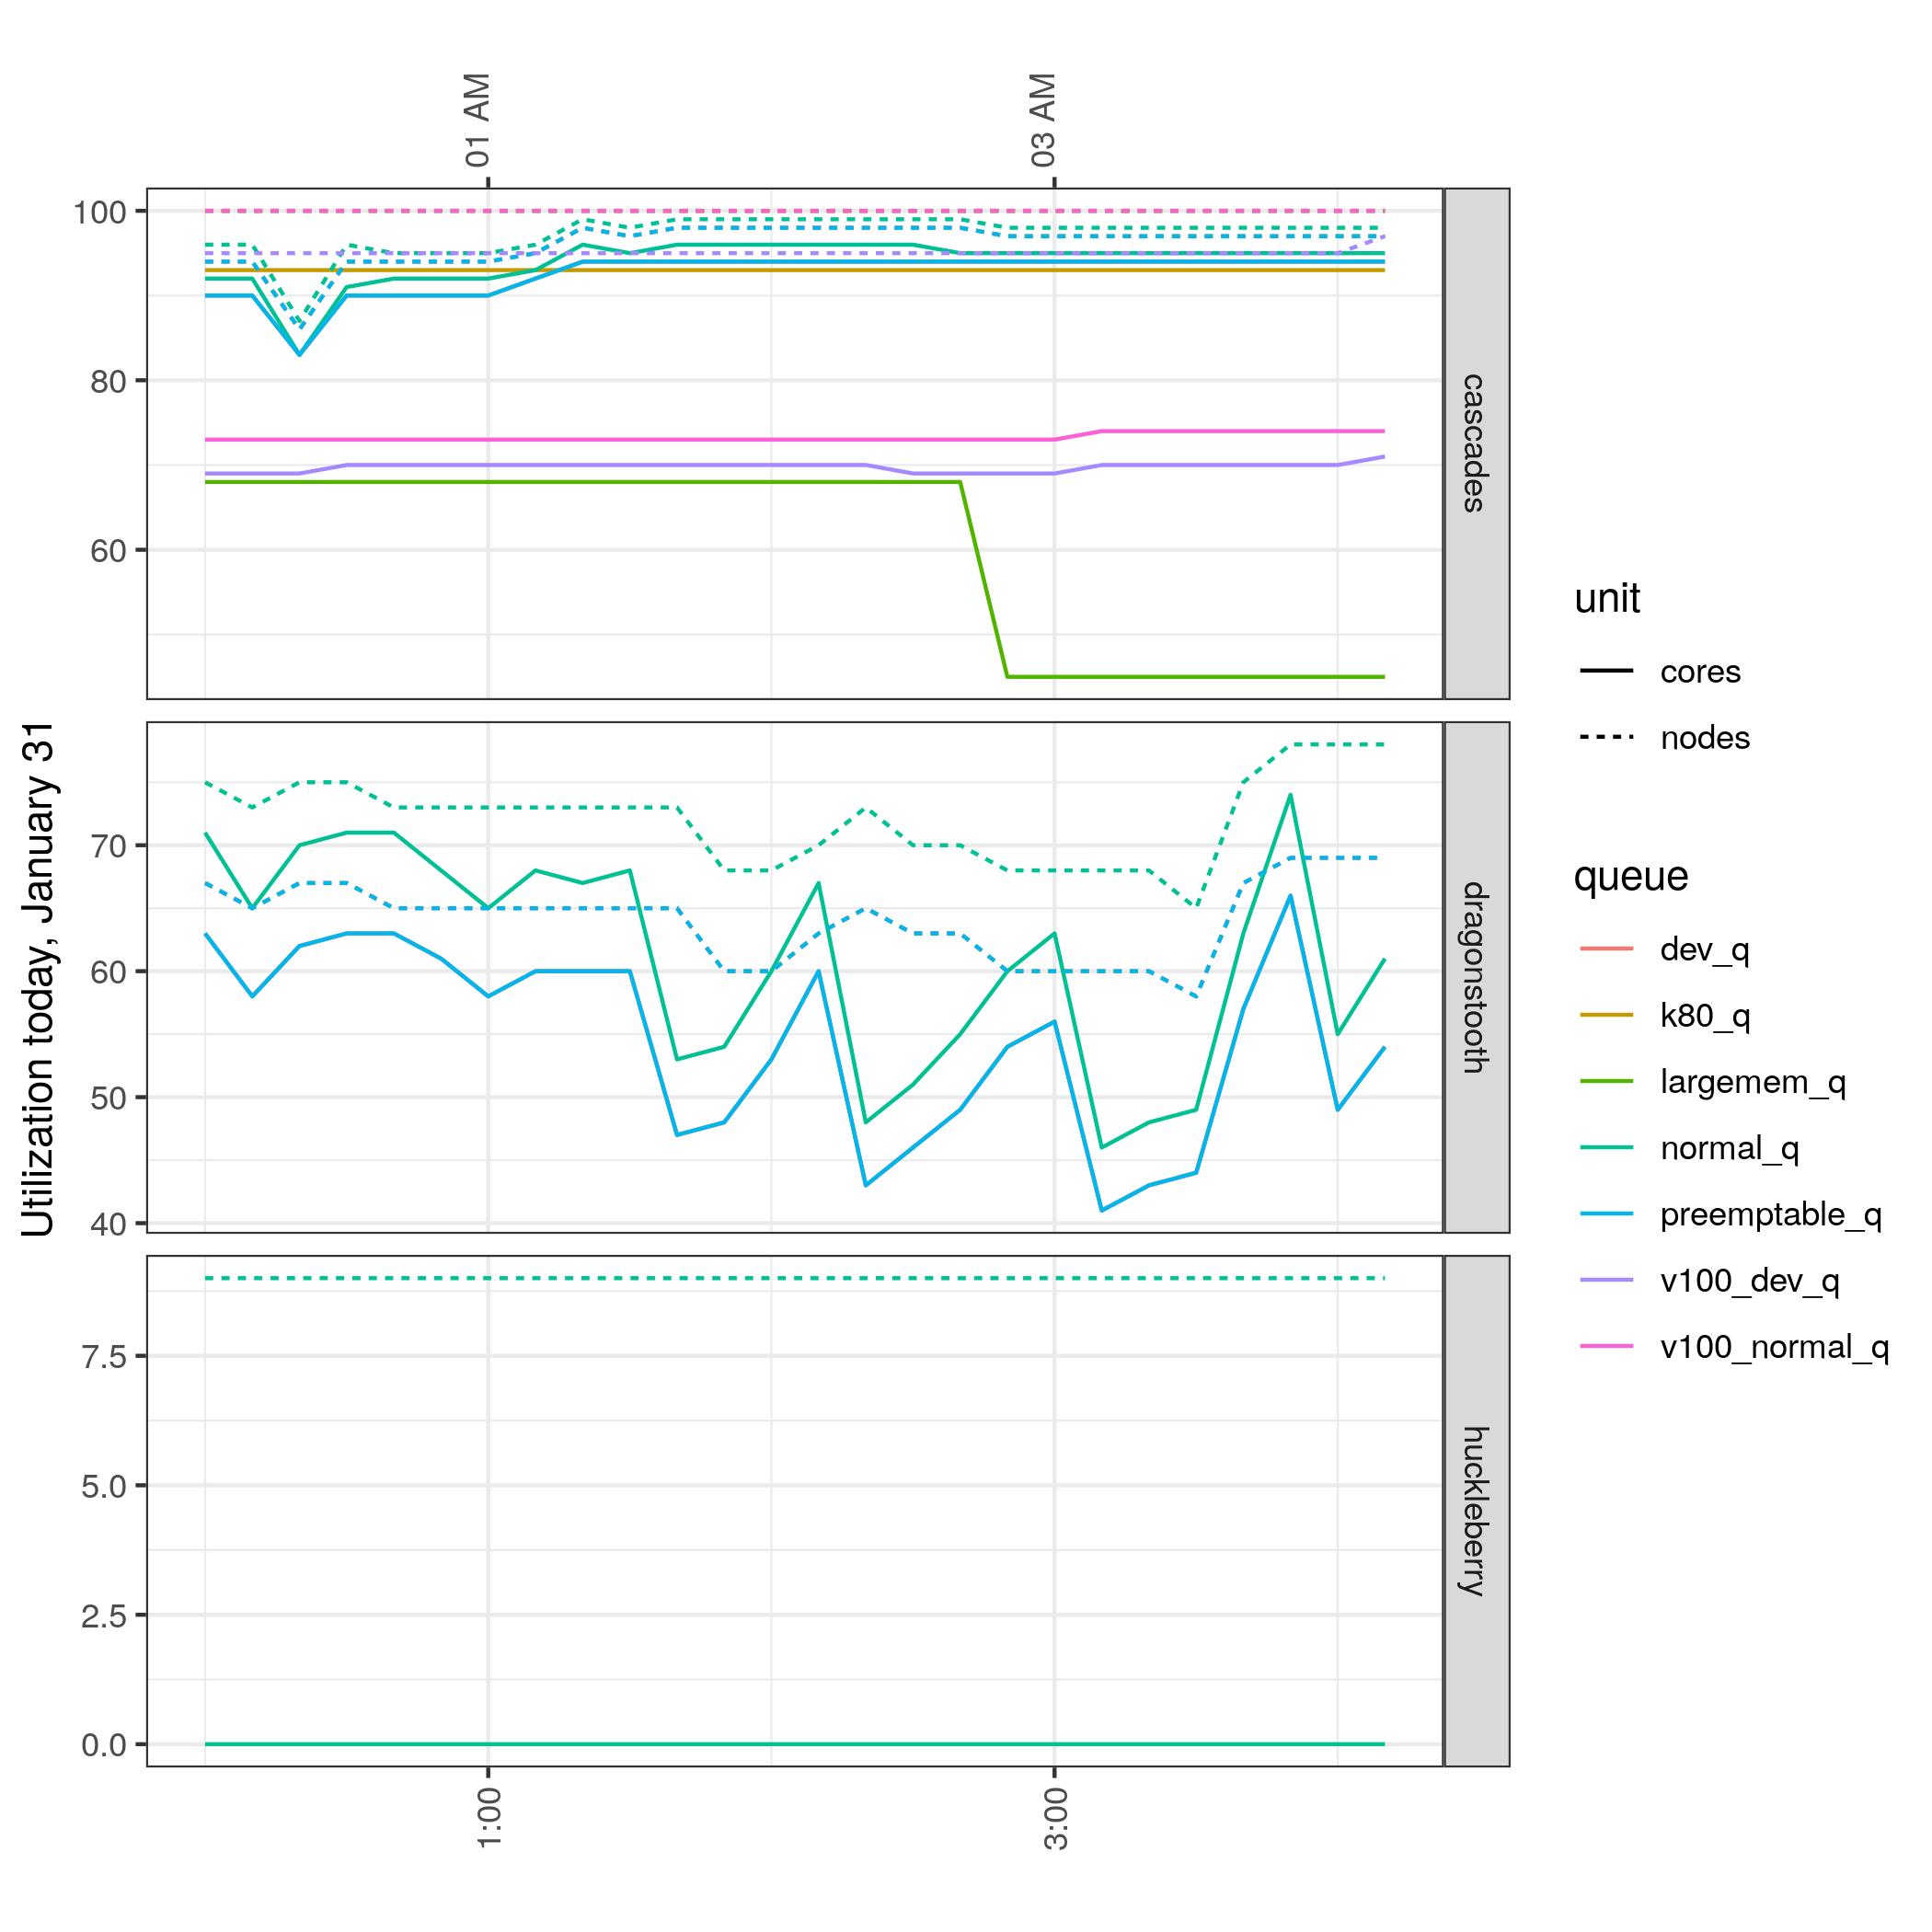 01 AM
03 AM
Utilization today, January 31
100
80
60
cascades
70
60
50
40
dragonstooth
7.5
5.0
2.5
0.0
huckleberry
1:00
3:00
unit
cores
nodes
queue
dev_q
k80_q
largemem_q
normal_q
preemptable_q
v100_dev_q
v100_normal_q